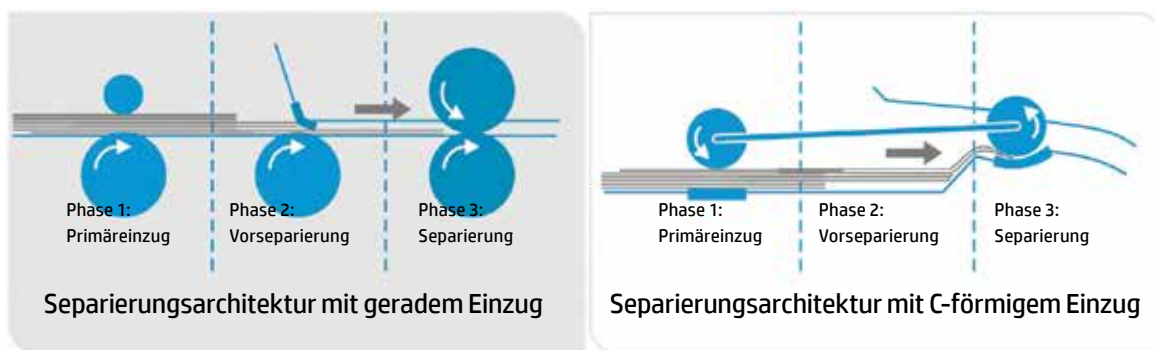 Phase 1:
Primäreinzug
Phase 2:
Vorseparierung
Phase 3:
Separierung
Separierungsarchitektur mit geradem Einzug
Phase 1:
Primäreinzug
Phase 2:
Vorseparierung
Phase 3:
Separierung
Separierungsarchitektur mit C-förmigem Einzug